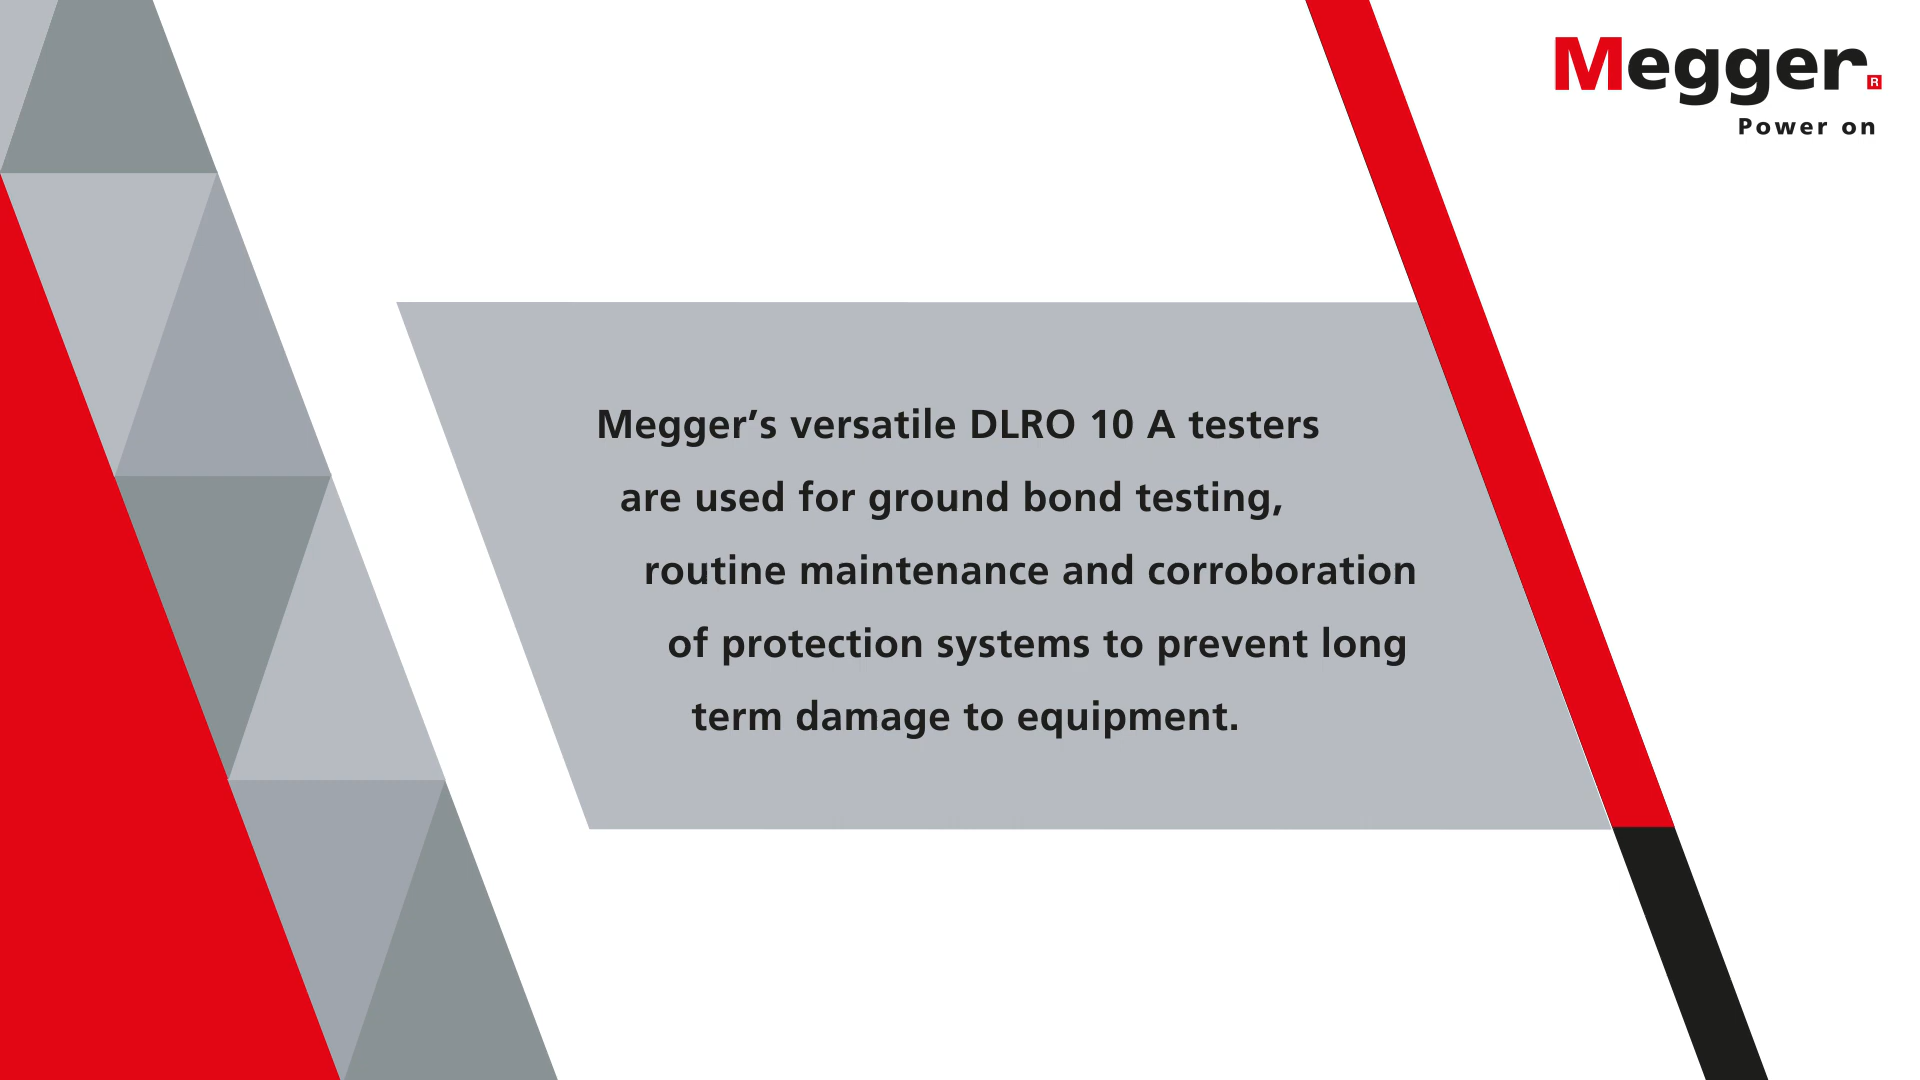 Megger®
Power on
Megger’s versatile DLRO 10 A testers
are used for ground bond testing,
routine maintenance and corroboration
of protection systems to prevent long
term damage to equipment.